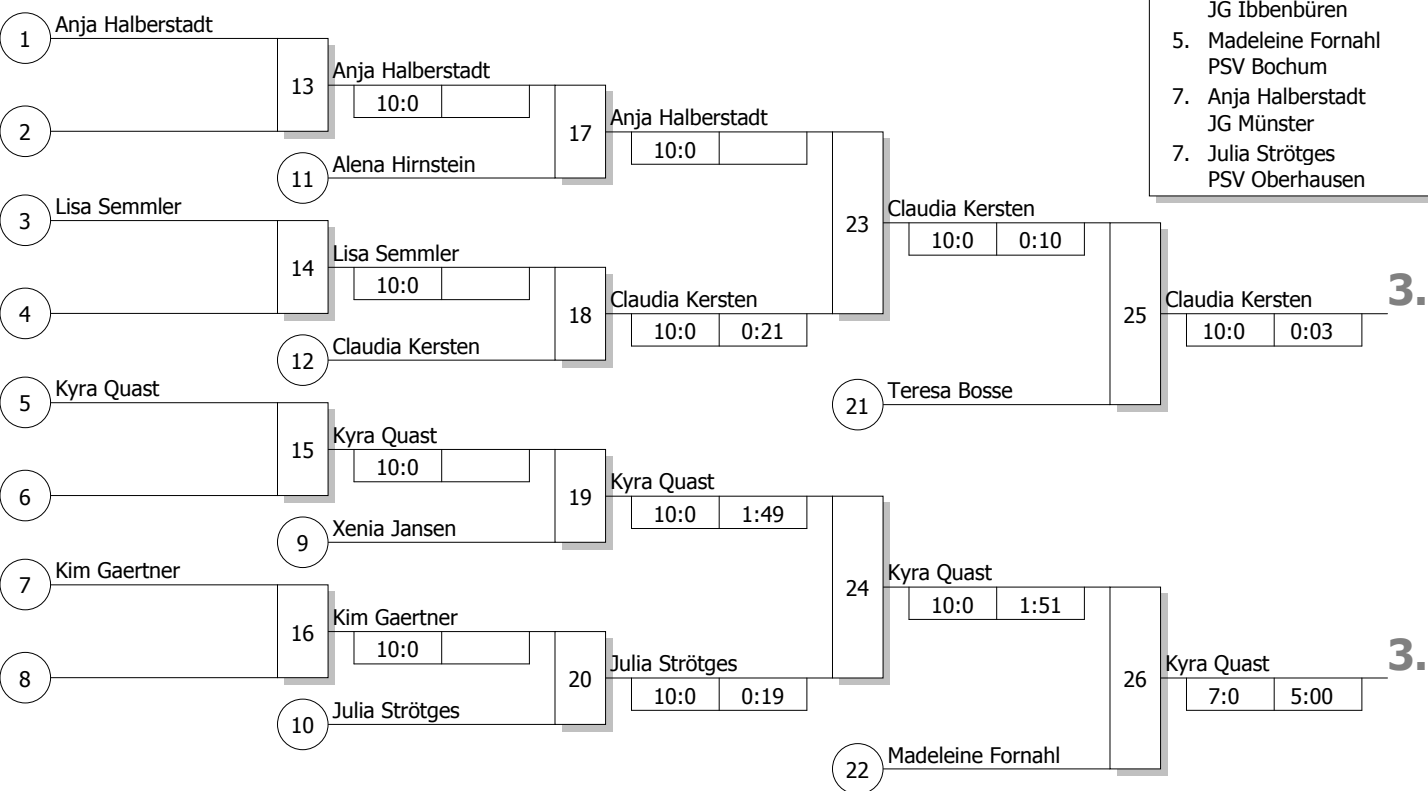 JG Ibbenbüren
5. Madeleine Fornahl
PSV Bochum
7. Anja Halberstadt
JG Münster
7. Julia Strötges
PSV Oberhausen
1 Anja Halberstadt
2
13 Anja Halberstadt
10:0
11 Alena Hirnstein
17 Anja Halberstadt
10:0
3 Lisa Semmler
4
14 Lisa Semmler
10:0
12 Claudia Kersten
18 Claudia Kersten
10:0 0:21
23 Claudia Kersten
10:0 0:10
21 Teresa Bosse
25 Claudia Kersten 3.
10:0 0:03
5 Kyra Quast
6
15 Kyra Quast
10:0
9 Xenia Jansen
19 Kyra Quast
10:0 1:49
7 Kim Gaertner
8
16 Kim Gaertner
10:0
10 Julia Strötges
20 Julia Strötges
10:0 0:19
24 Kyra Quast
10:0 1:51
22 Madeleine Fornahl
26 Kyra Quast 3.
7:0 5:00